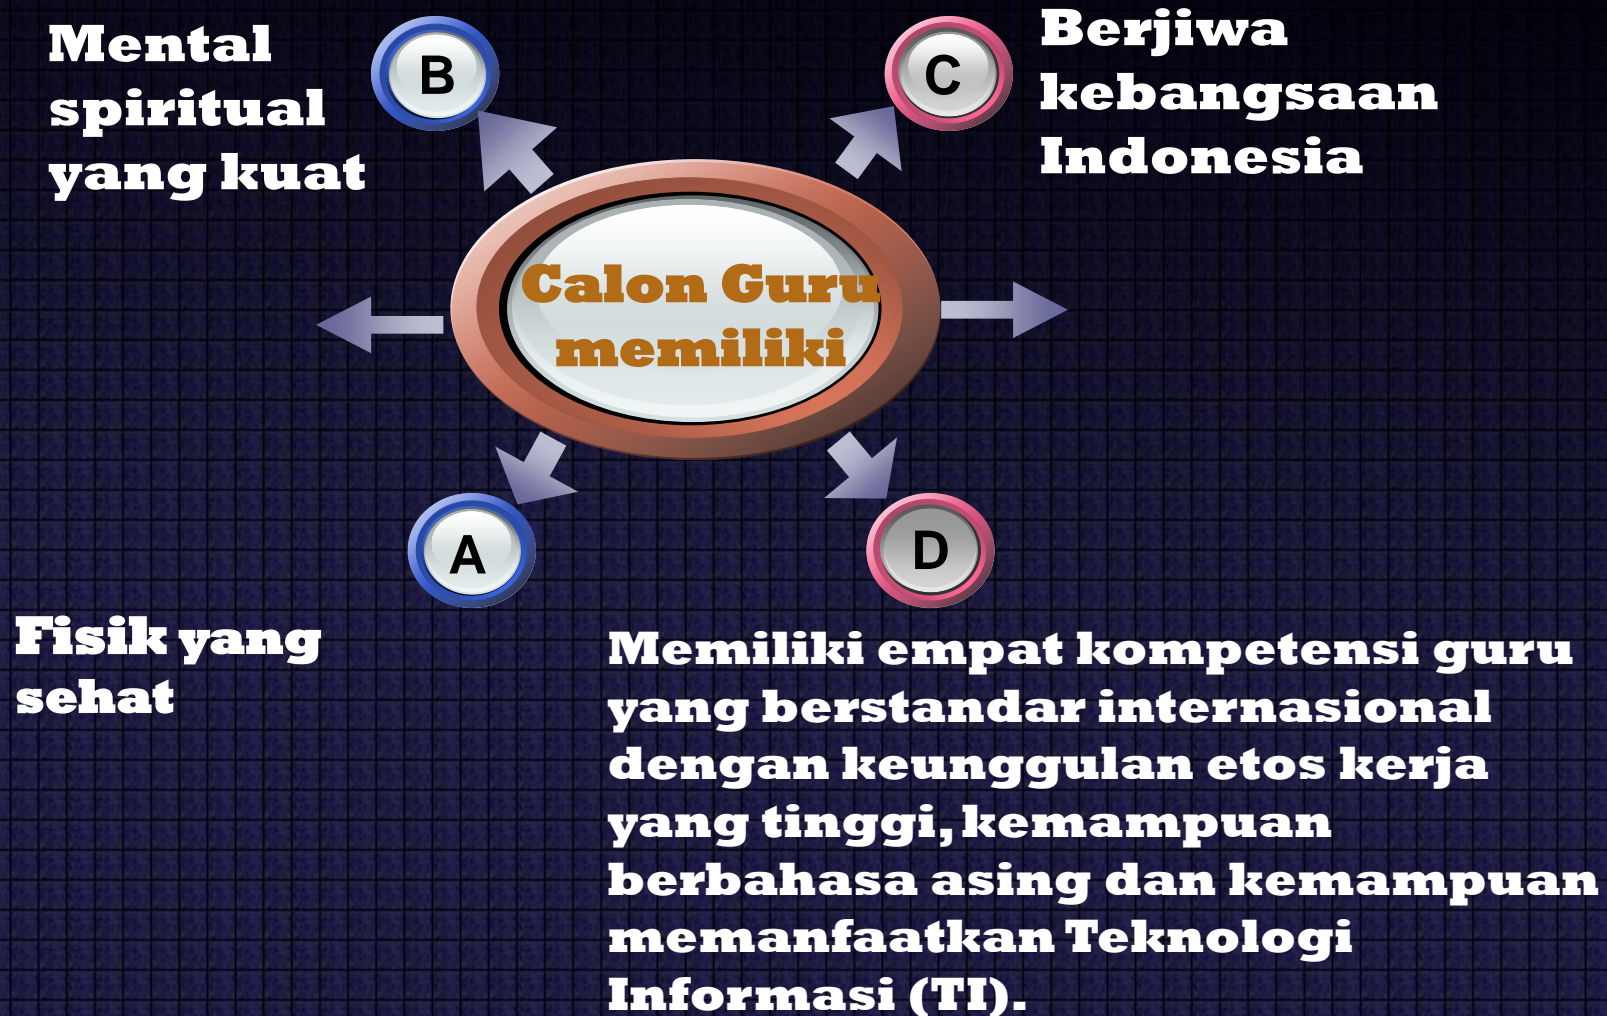 Mental
spiritual
yang kuat
B
C
Berjiwa
kebangsaan
Indonesia
Calon Guru
memiliki
A
Fisik yang
sehat
D
Memiliki empat kompetensi guru
yang berstandar internasional
dengan keunggulan etos kerja
yang tinggi, kemampuan
berbahasa asing dan kemampuan
memanfaatkan Teknologi
Informasi (TI).